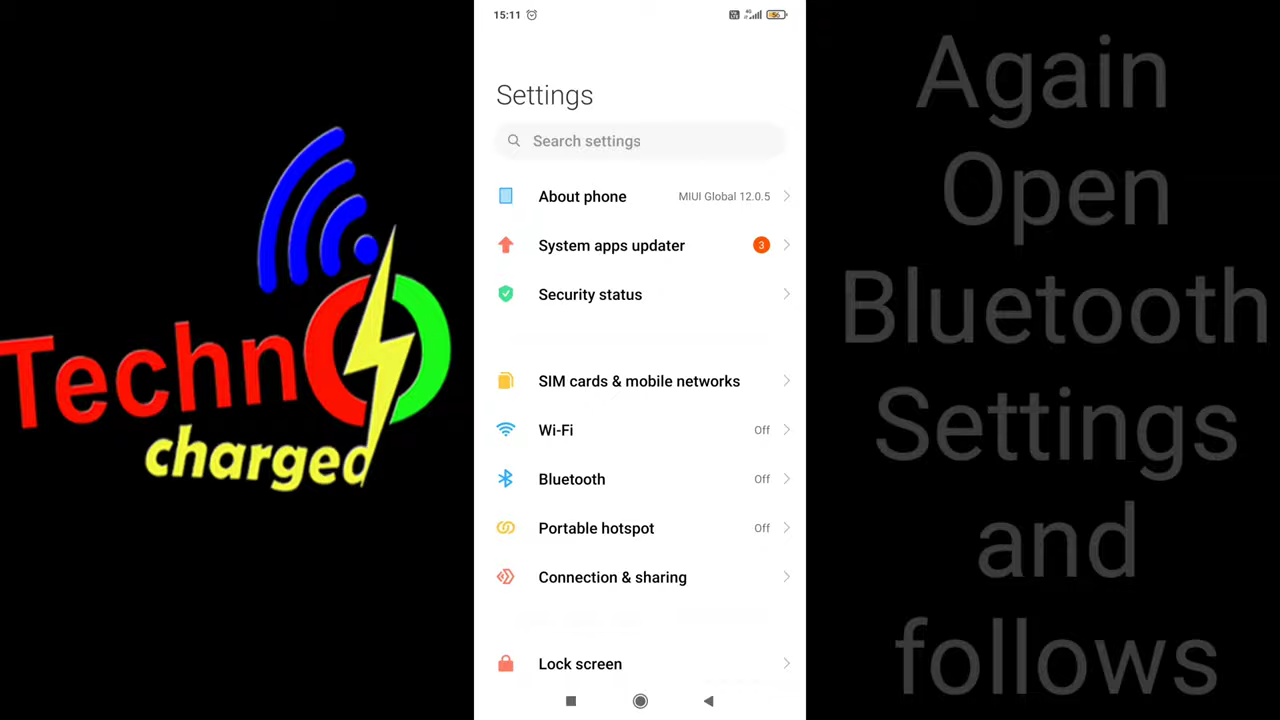 Techno
charged
15:11
4G
56
Settings
Search settings
About phone
MIUI Global 12.0.5
System apps updater
3
Security status
SIM cards & mobile networks
Wi-Fi
Off
Bluetooth
Off
Portable hotspot
Off
Connection & sharing
Lock screen
Again
Open
Bluetooth
Settings
and
follows